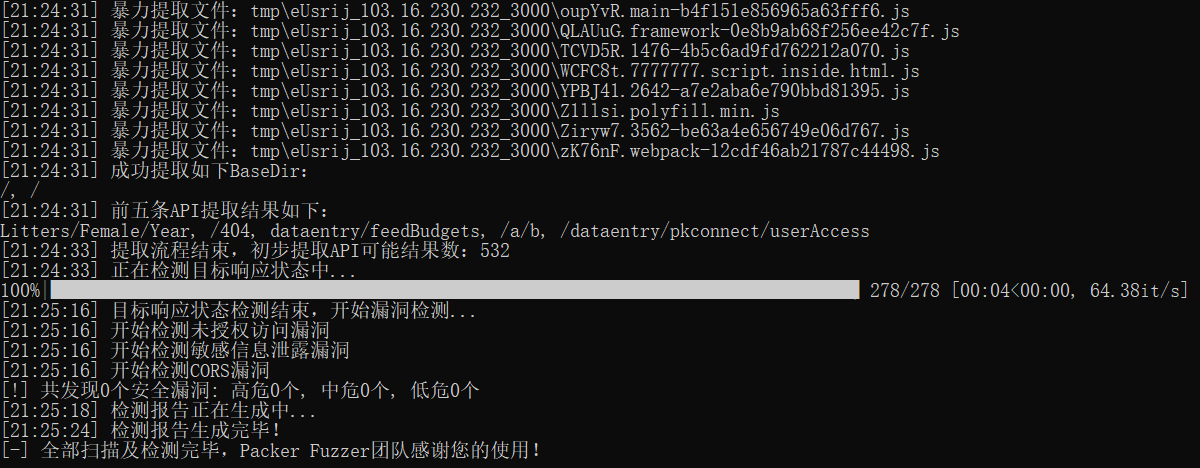 [21:24:31] 暴力提取文件: tmp\eUsrij_103.16.230.232_3000\oupYvR.main-b4f151e856965a63fff6.js
[21:24:31] 暴力提取文件: tmp\eUsrij_103.16.230.232_3000\QLAUuG.framework-0e8b9ab68f256ee42c7f.js
[21:24:31] 暴力提取文件: tmp\eUsrij_103.16.230.232_3000\TCVD5R.1476-4b5c6ad9fd762212a070.js
[21:24:31] 暴力提取文件: tmp\eUsrij_103.16.230.232_3000\WCFC8t.7777777.script.inside.html.js
[21:24:31] 暴力提取文件: tmp\eUsrij_103.16.230.232_3000\YPBJ41.2642-a7e2aba6e790bbd81395.js
[21:24:31] 暴力提取文件: tmp\eUsrij_103.16.230.232_3000\Zlllsi.polyfill.min.js
[21:24:31] 暴力提取文件: tmp\eUsrij_103.16.230.232_3000\Ziryw7.3562-be63a4e656749e06d767.js
[21:24:31] 暴力提取文件: tmp\eUsrij_103.16.230.232_3000\zK76nF.webpack-12cdf46ab21787c44498.js
[21:24:31] 成功提取如下BaseDir:
/, /
[21:24:31] 前五条API提取结果如下:
Litters/Female/Year, /404, dataentry/feedBudgets, /a/b, /dataentry/pkconnect/userAccess
[21:24:33] 提取流程结束，初步提取API可能结果数: 532
[21:24:33] 正在检测目标响应状态中...
100%| 278/278 [00:04<00:00, 64.38it/s]
[21:25:16] 目标响应状态检测结束，开始漏洞检测...
[21:25:16] 开始检测未授权访问漏洞
[21:25:16] 开始检测敏感信息泄露漏洞
[21:25:16] 开始检测CORS漏洞
[!] 共发现0个安全漏洞: 高危0个, 中危0个, 低危0个
[21:25:18] 检测报告正在生成中...
[21:25:24] 检测报告生成完毕!
[-] 全部扫描及检测完毕，Packer Fuzzer团队感谢您的使用!